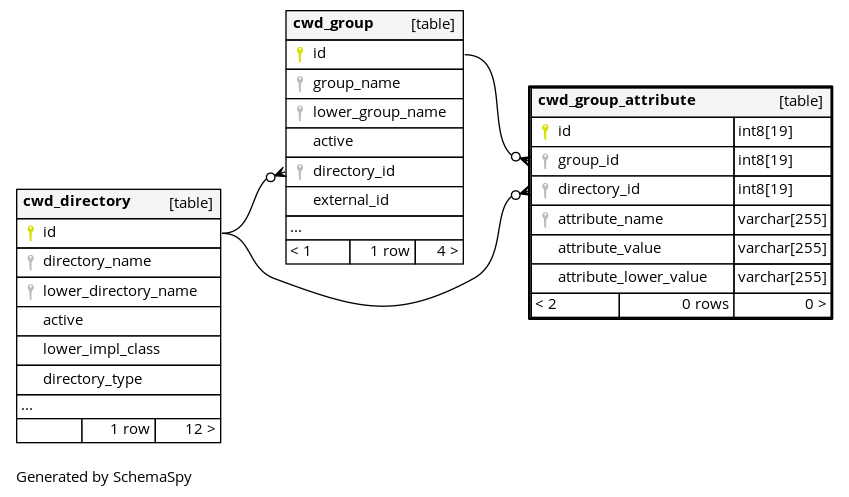 cwd_group [table]
id
group_name
lower_group_name
active
directory_id
external_id
...
< 1 1 row 4 >
cwd_group_attribute [table]
id int8[19]
group_id int8[19]
directory_id int8[19]
attribute_name varchar[255]
attribute_value varchar[255]
attribute_lower_value varchar[255]
< 2 0 rows 0 >
cwd_directory [table]
id
directory_name
lower_directory_name
active
lower_impl_class
directory_type
...
1 row 12 >
Generated by SchemaSpy